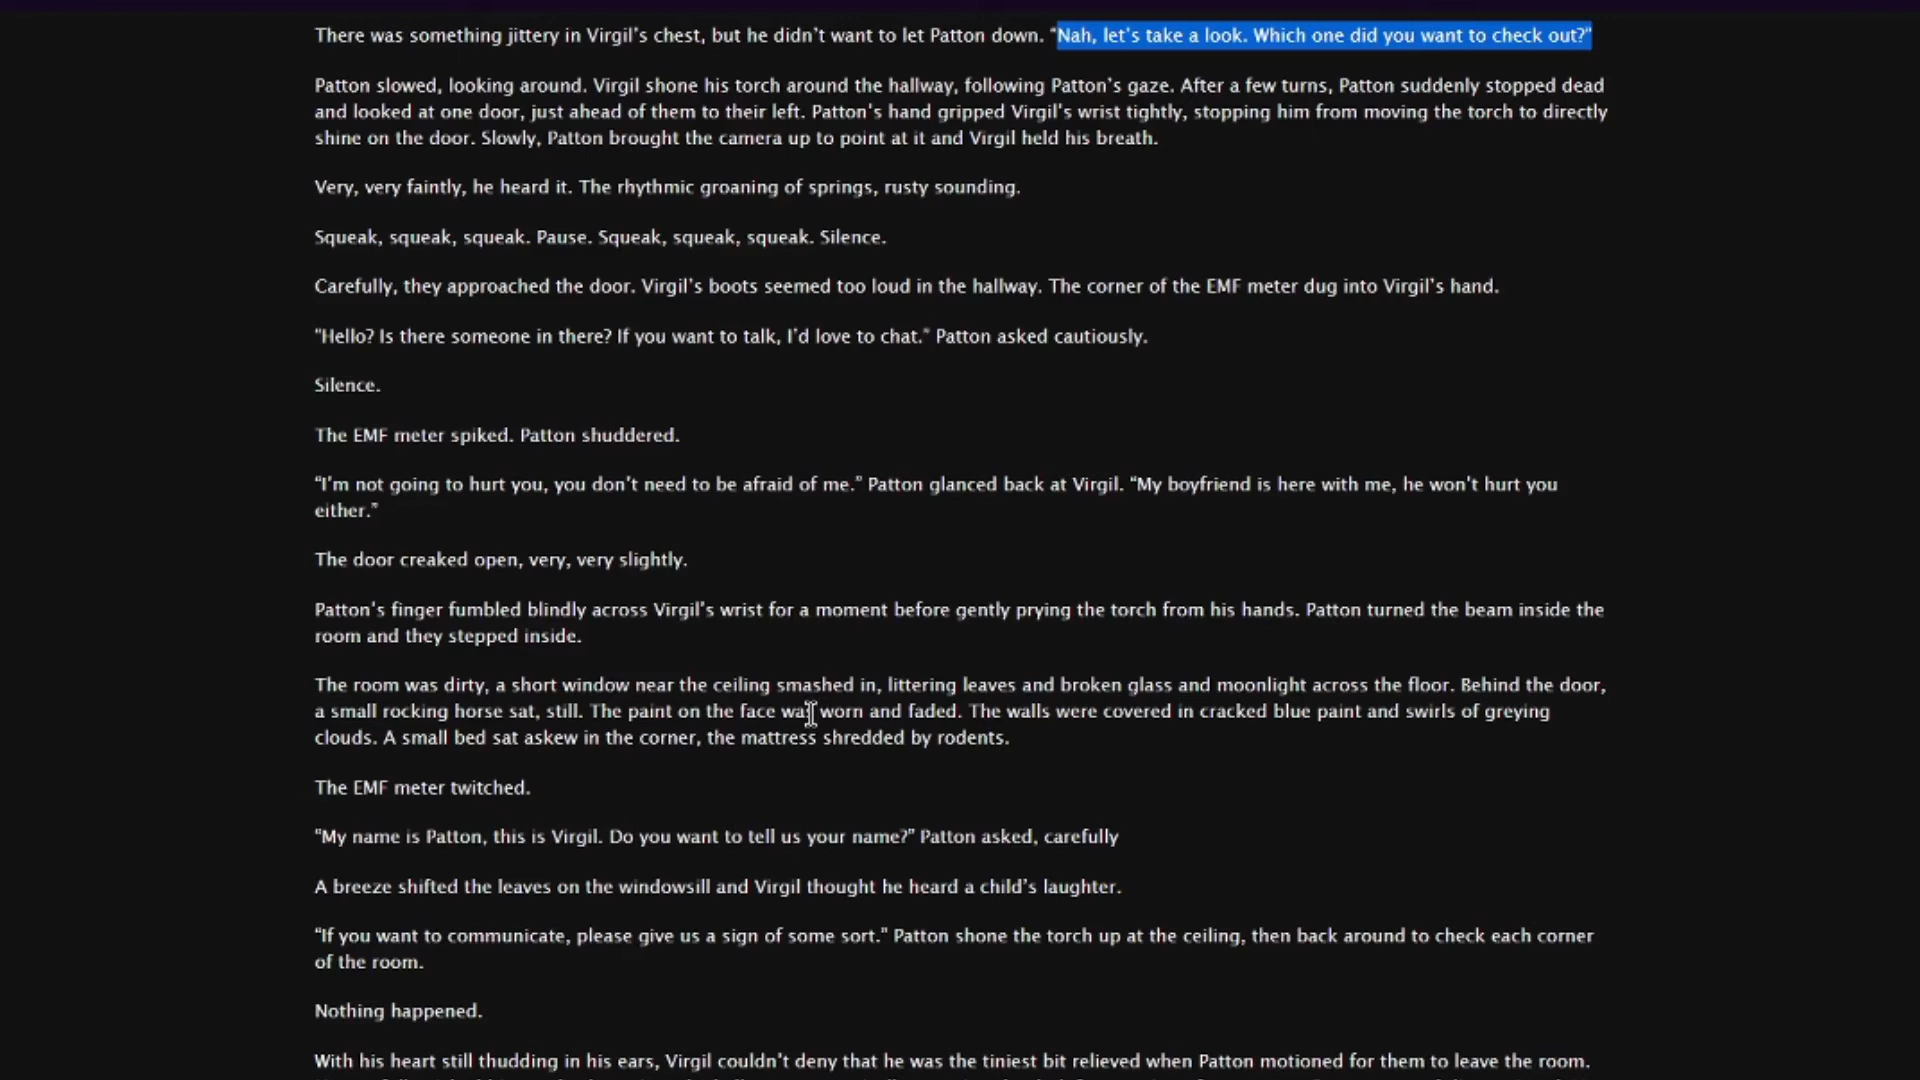 There was something jittery in Virgil's chest, but he didn't want to let Patton down. "Nah, let's take a look. Which one did you want to check out?"
Patton slowed, looking around. Virgil shone his torch around the hallway, following Patton's gaze. After a few turns, Patton suddenly stopped dead
and looked at one door, just ahead of them to their left. Patton's hand gripped Virgil's wrist tightly, stopping him from moving the torch to directly
shine on the door. Slowly, Patton brought the camera up to point at it and Virgil held his breath.
Very, very faintly, he heard it. The rhythmic groaning of springs, rusty sounding.
Squeak, squeak, squeak. Pause. Squeak, squeak, squeak. Silence.
Carefully, they approached the door. Virgil's boots seemed too loud in the hallway. The corner of the EMF meter dug into Virgil's hand.
"Hello? Is there someone in there? If you want to talk, I'd love to chat." Patton asked cautiously.
Silence.
The EMF meter spiked. Patton shuddered.
"I'm not going to hurt you, you don't need to be afraid of me." Patton glanced back at Virgil. "My boyfriend is here with me, he won't hurt you
either."
The door creaked open, very, very slightly.
Patton's finger fumbled blindly across Virgil's wrist for a moment before gently prying the torch from his hands. Patton turned the beam inside the
room and they stepped inside.
The room was dirty, a short window near the ceiling smashed in, littering leaves and broken glass and moonlight across the floor. Behind the door,
a small rocking horse sat, still. The paint on the face was worn and faded. The walls were covered in cracked blue paint and swirls of greying
clouds. A small bed sat askew in the corner, the mattress shredded by rodents.
The EMF meter twitched.
"My name is Patton, this is Virgil. Do you want to tell us your name?" Patton asked, carefully
A breeze shifted the leaves on the windowsill and Virgil thought he heard a child's laughter.
"If you want to communicate, please give us a sign of some sort." Patton shone the torch up at the ceiling, then back around to check each corner
of the room.
Nothing happened.
With his heart still thudding in his ears, Virgil couldn't deny that he was the tiniest bit relieved when Patton motioned for them to leave the room.